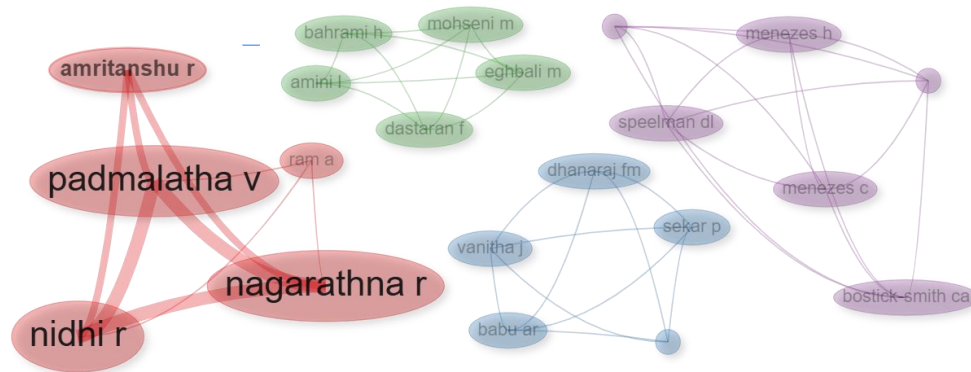 amritanshu r
padmalatha v
ram a
nagarathna r
nidhi r
bahrami h
mohseni m
amini l
eghbali m
dastaran f
dhanaraj fm
vanitha j
sekar p
babu ar
menezes h
speelman dl
menezes c
bostick-smith ca